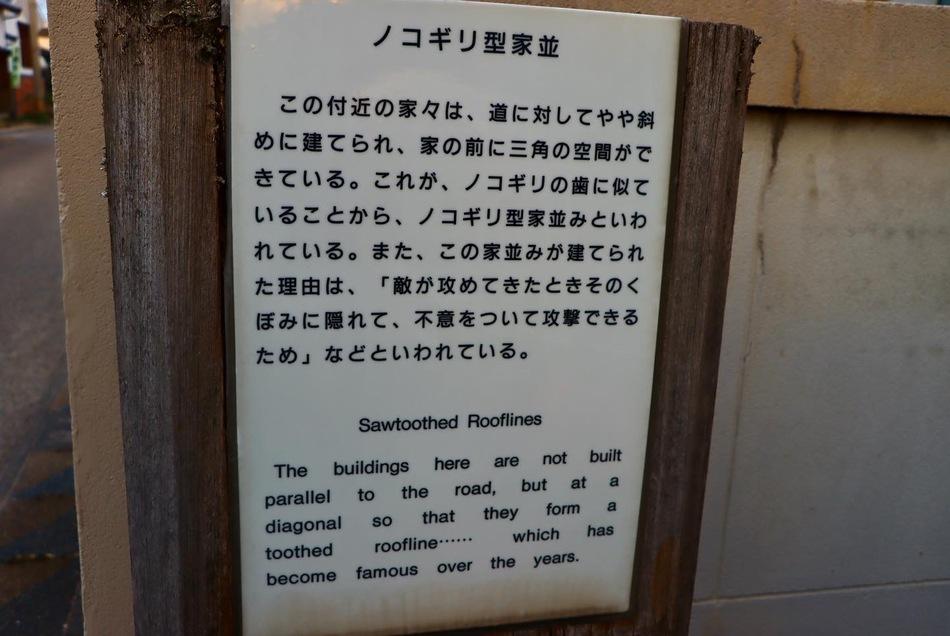 ノコギリ型家並
この付近の家々は、道に対してやや斜
めに建てられ、家の前に三角の空間がで
きている。これが、ノコギリの歯に似て
いることから、ノコギリ型家並みといわ
れている。また、この家並みが建てられ
た理由は、「敵が攻めてきたときそのく
ぼみに隠れて、不意をついて攻撃できる
ため」などといわれている。
Sawtoothed Rooflines
The buildings here are not built
parallel to the road, but at a
diagonal so that they form a
toothed roofline…… which has
become famous over the years.